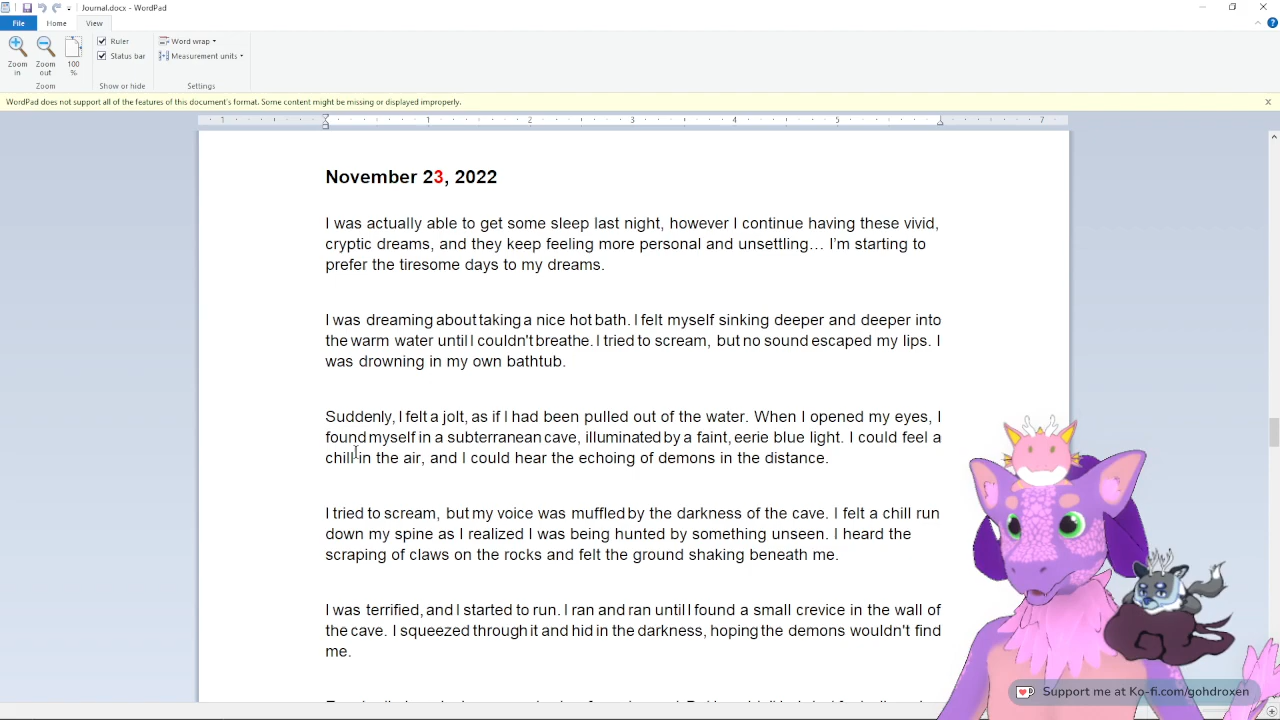 Journal.docx - WordPad
File
Home
View
Zoom in
Zoom out
100 %
Zoom
Ruler
Status bar
Show or hide
Word wrap
Measurement units
Settings
WordPad does not support all of the features of this document's format. Some content might be missing or displayed improperly.
1 1 2 3 4 5 7
November 23, 2022
I was actually able to get some sleep last night, however I continue having these vivid,
cryptic dreams, and they keep feeling more personal and unsettling… I'm starting to
prefer the tiresome days to my dreams.
I was dreaming about taking a nice hot bath. I felt myself sinking deeper and deeper into
the warm water until I couldn't breathe. I tried to scream, but no sound escaped my lips. I
was drowning in my own bathtub.
Suddenly, I felt a jolt, as if I had been pulled out of the water. When I opened my eyes, I
found myself in a subterranean cave, illuminated by a faint, eerie blue light. I could feel a
chill in the air, and I could hear the echoing of demons in the distance.
I tried to scream, but my voice was muffled by the darkness of the cave. I felt a chill run
down my spine as I realized I was being hunted by something unseen. I heard the
scraping of claws on the rocks and felt the ground shaking beneath me.
I was terrified, and I started to run. I ran and ran until I found a small crevice in the wall of
the cave. I squeezed through it and hid in the darkness, hoping the demons wouldn't find
me.
Support me at Ko-fi.com/gohdroxen